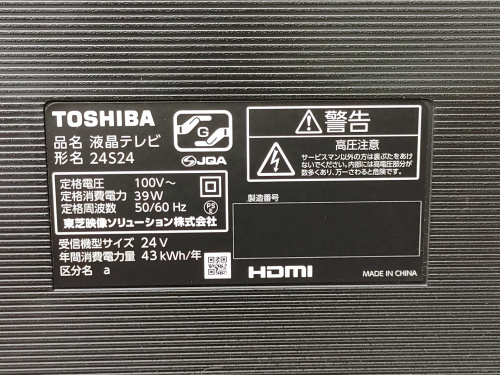 TOSHIBA
品名 液晶テレビ
形名 24S24
G
JQA
定格電圧 100V～
定格消費電力 39W
定格周波数 50/60 Hz
PS
E
東芝映像ソリューション株式会社
受信機型サイズ 24 V
年間消費電力量 43 kWh/年
区分名 a
警告
高圧注意
サービスマン以外の方は裏ぶたをあけ
ないでください。内部には高電圧部分が
数多くあり、万一さわると危険です。
製造番号
HDMI
MADE IN CHINA